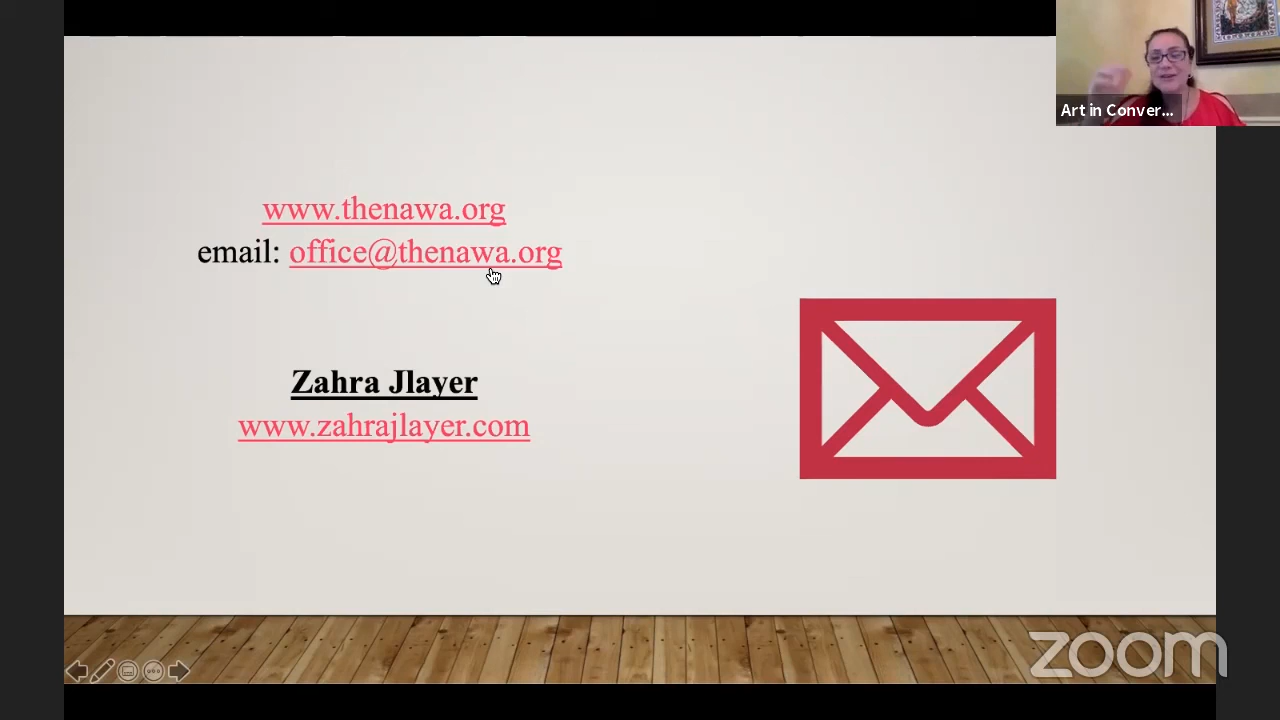 Art in Conver...
www.thenawa.org
email: office@thenawa.org
Zahra Jlayer
www.zahrajlayer.com
zoom